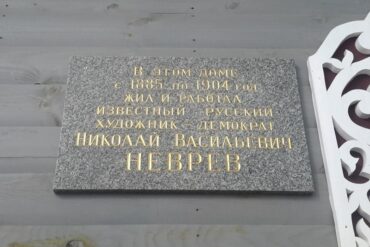 В ЭТОМ ДОМЕ
С 1885 ПО 1904 ГОД
ЖИЛ И РАБОТАЛ
ИЗВЕСТНЫЙ РУССКИЙ
ХУДОЖНИК - ДЕМОКРАТ
НИКОЛАЙ ВАСИЛЬЕВИЧ
НЕВРЕВ